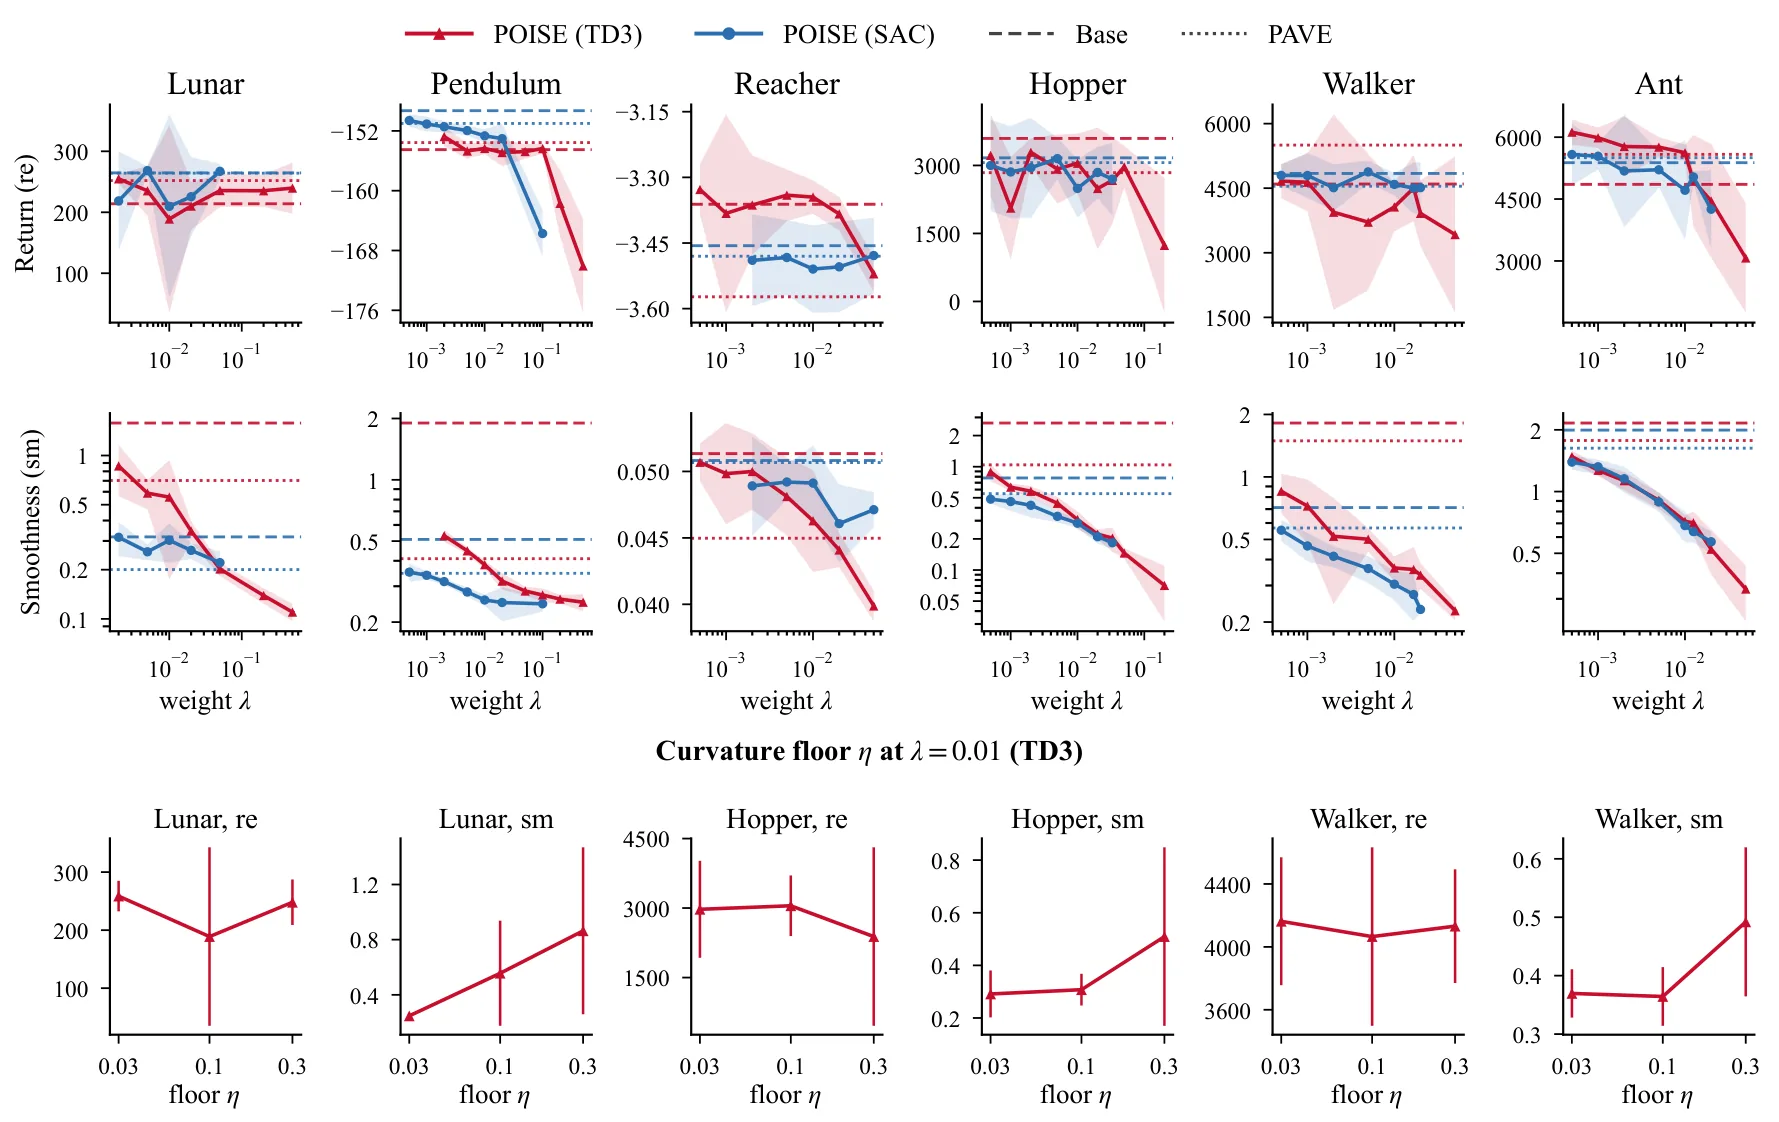 POISE (TD3) POISE (SAC) Base PAVE
Lunar Pendulum Reacher Hopper Walker Ant
Return (re)
300
200
100
10⁻² 10⁻¹
−152
−160
−168
−176
10⁻³ 10⁻² 10⁻¹
−3.15
−3.30
−3.45
−3.60
10⁻³ 10⁻²
3000
1500
0
10⁻³ 10⁻² 10⁻¹
6000
4500
3000
1500
10⁻³ 10⁻²
6000
4500
3000
10⁻³ 10⁻²
Smoothness (sm)
1
0.5
0.2
0.1
10⁻² 10⁻¹
weight λ
2
1
0.5
0.2
10⁻³ 10⁻² 10⁻¹
weight λ
0.050
0.045
0.040
10⁻³ 10⁻²
weight λ
2
1
0.5
0.2
0.1
0.05
10⁻³ 10⁻² 10⁻¹
weight λ
2
1
0.5
0.2
10⁻³ 10⁻²
weight λ
2
1
0.5
10⁻³ 10⁻²
weight λ
Curvature floor η at λ = 0.01 (TD3)
Lunar, re
300
200
100
0.03 0.1 0.3
floor η
Lunar, sm
1.2
0.8
0.4
0.03 0.1 0.3
floor η
Hopper, re
4500
3000
1500
0.03 0.1 0.3
floor η
Hopper, sm
0.8
0.6
0.4
0.2
0.03 0.1 0.3
floor η
Walker, re
4400
4000
3600
0.03 0.1 0.3
floor η
Walker, sm
0.6
0.5
0.4
0.3
0.03 0.1 0.3
floor η